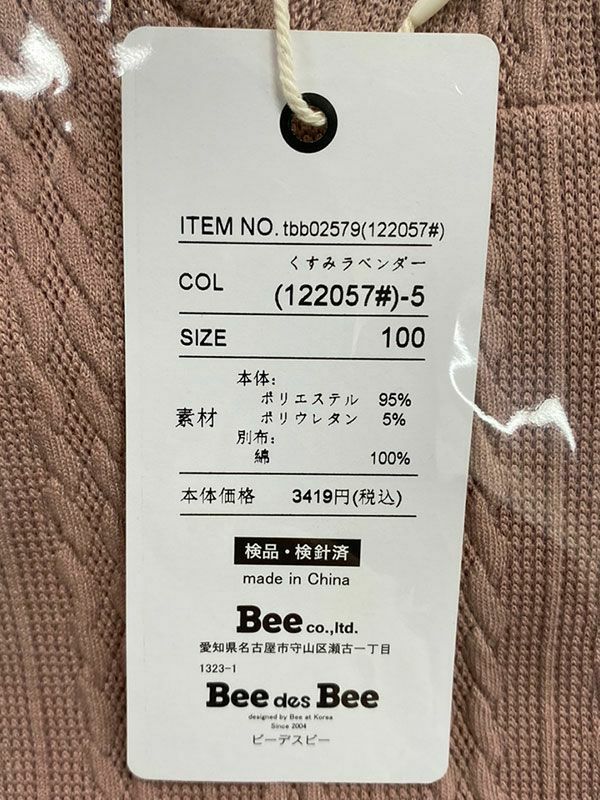 ITEM NO. tbb02579(122057#)
くすみラベンダー
COL (122057#)-5
SIZE 100
本体:
ポリエステル 95%
素材 ポリウレタン 5%
別布:
綿 100%
本体価格 3419円(税込)
検品・検針済
made in China
Bee co.,ltd.
愛知県名古屋市守山区瀬古一丁目
1323-1
Bee des Bee
designed by Bee at Korea
Since 2004
ビーデスビー